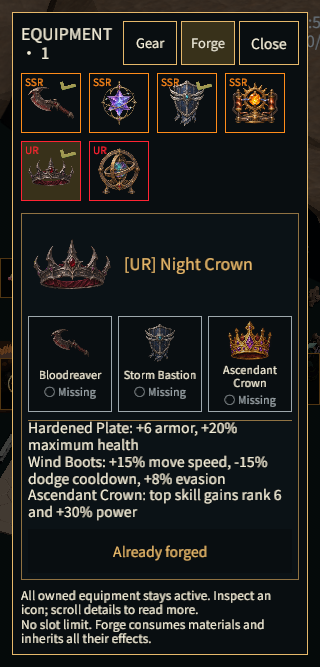 EQUIPMENT
· 1
Gear
Forge
Close
SSR
SSR
SSR
SSR
UR
UR
[UR] Night Crown
Bloodreaver
Missing
Storm Bastion
Missing
Ascendant
Crown
Missing
Hardened Plate: +6 armor, +20%
maximum health
Wind Boots: +15% move speed, -15%
dodge cooldown, +8% evasion
Ascendant Crown: top skill gains rank 6
and +30% power
Already forged
All owned equipment stays active. Inspect an
icon; scroll details to read more.
No slot limit. Forge consumes materials and
inherits all their effects.